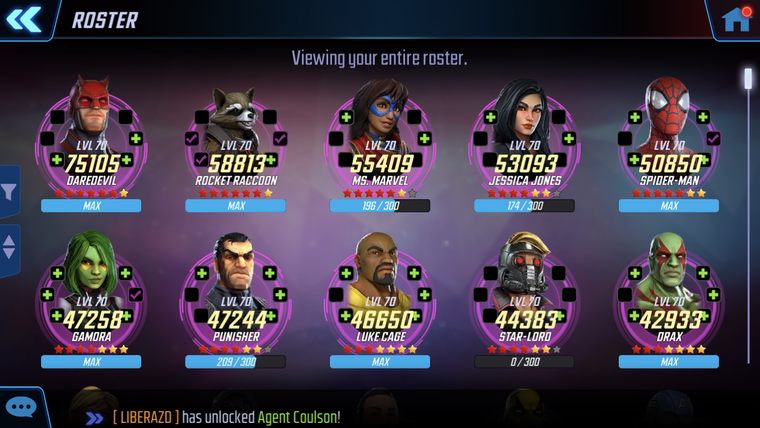 ROSTER
Viewing your entire roster.
LVL 70
75105
DAREDEVIL
MAX
LVL 70
58813
ROCKET RACCOON
MAX
LVL 70
55409
MS. MARVEL
196 / 300
LVL 70
53093
JESSICA JONES
174 / 300
LVL 70
50850
SPIDER-MAN
MAX
LVL 70
47258
GAMORA
MAX
LVL 70
47244
PUNISHER
209 / 300
LVL 70
46650
LUKE CAGE
MAX
LVL 70
44383
STAR-LORD
0 / 300
LVL 70
42933
DRAX
MAX
[ LIBERAZD ] has unlocked Agent Coulson!